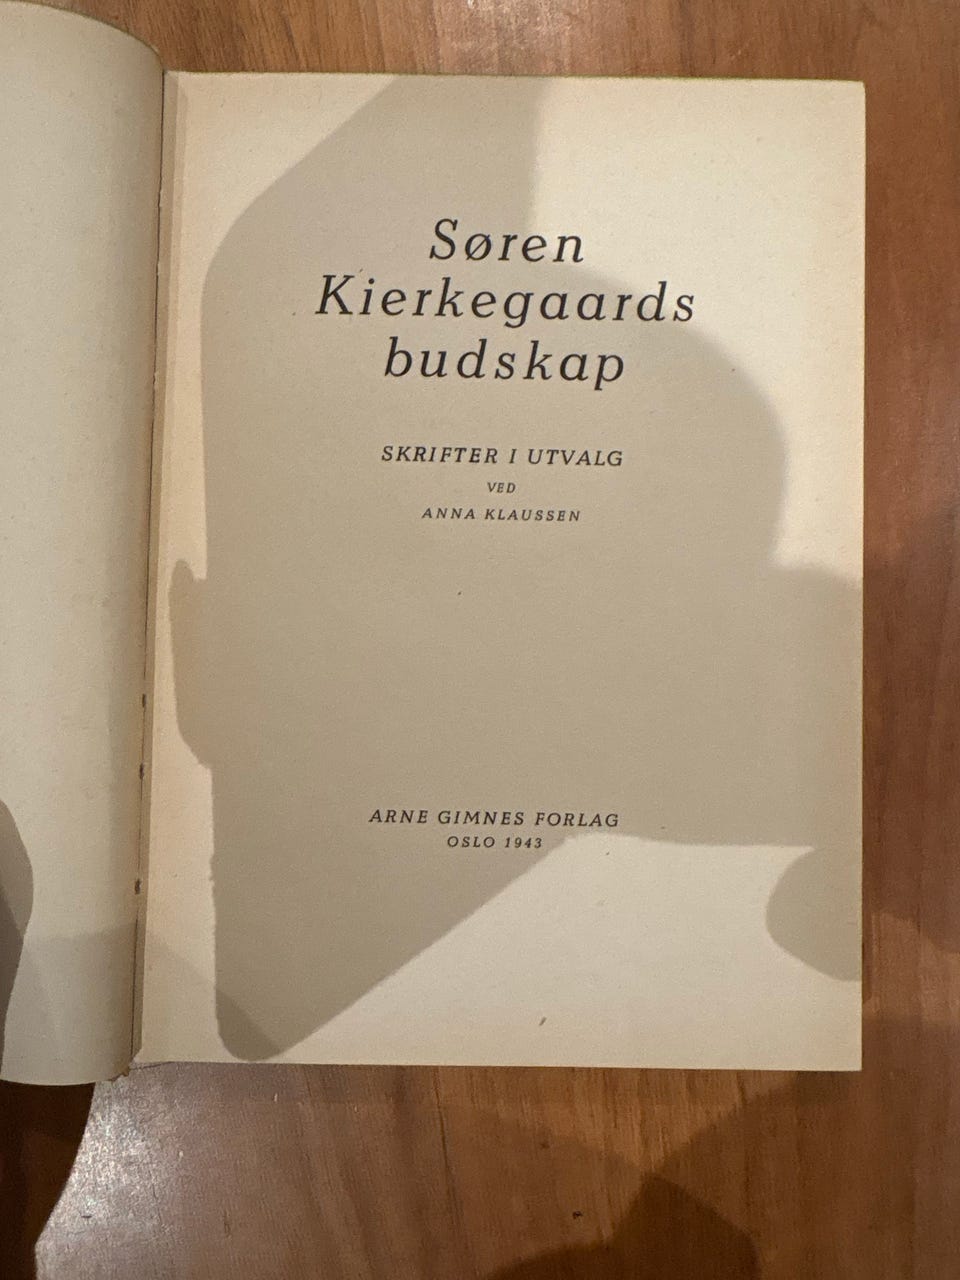 Søren
Kierkegaards
budskap
SKRIFTER I UTVALG
VED
ANNA KLAUSSEN
ARNE GIMNES FORLAG
OSLO 1943